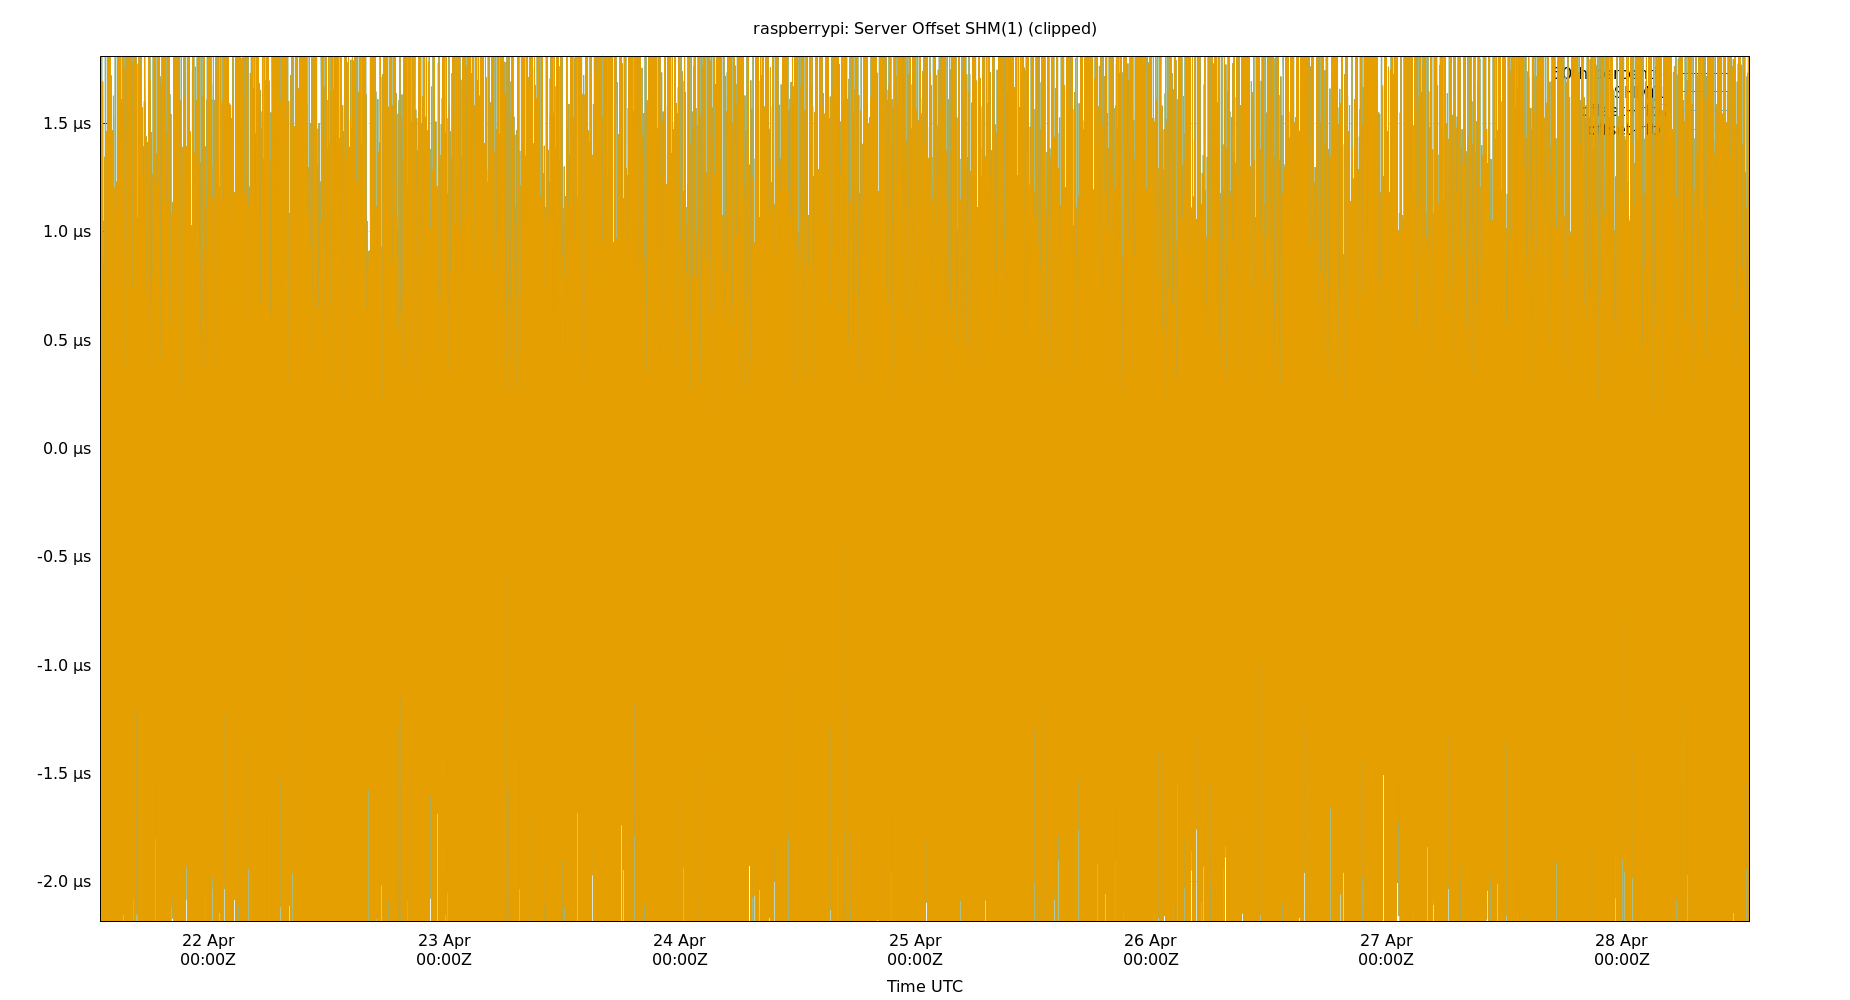 raspberrypi: Server Offset SHM(1) (clipped)
1.5 µs
1.0 µs
0.5 µs
0.0 µs
-0.5 µs
-1.0 µs
-1.5 µs
-2.0 µs
22 Apr 23 Apr 24 Apr 25 Apr 26 Apr 27 Apr 28 Apr
00:00Z 00:00Z 00:00Z 00:00Z 00:00Z 00:00Z 00:00Z
Time UTC